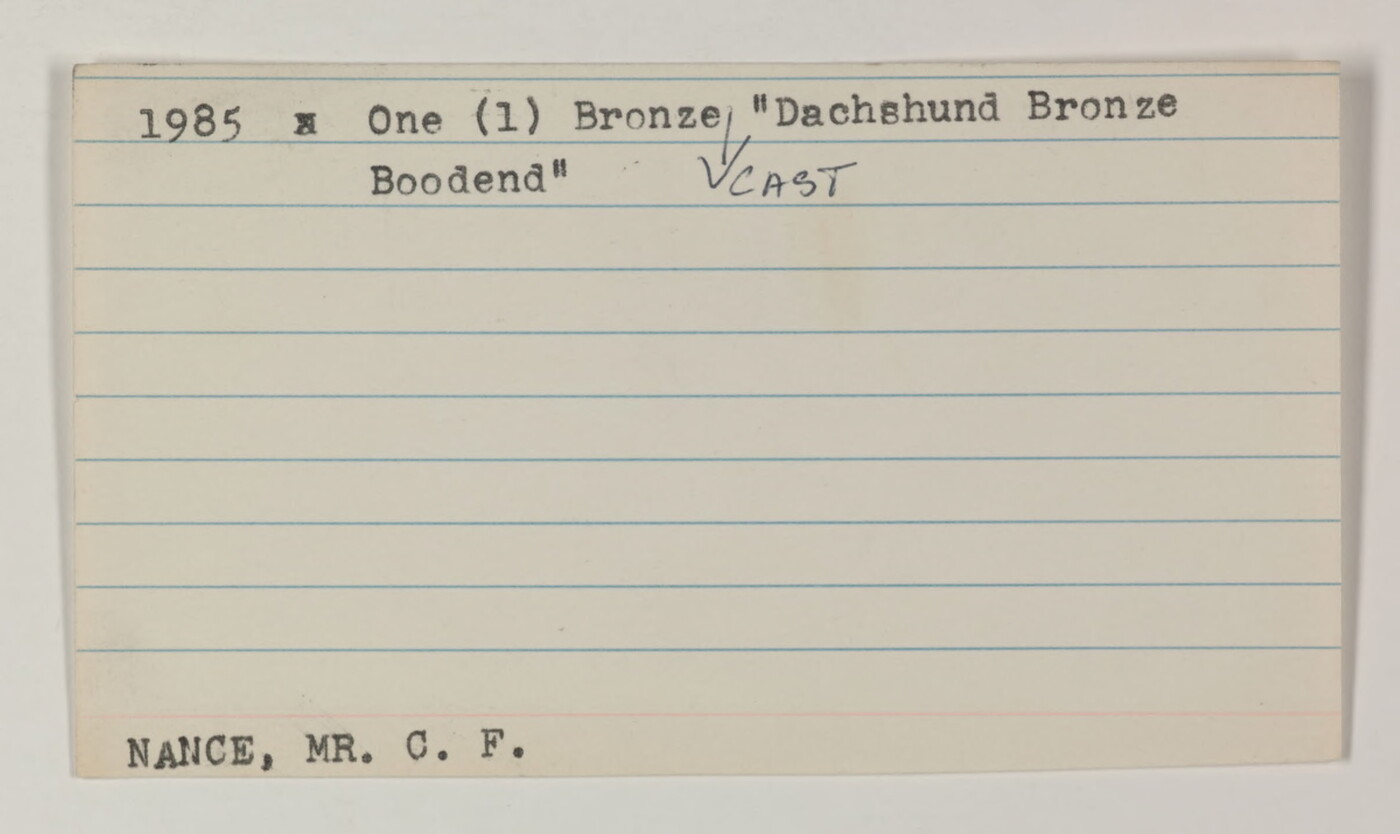 1985 x One (1) Bronze, "Dachshund Bronze
Boodend" CAST
NANCE, MR. C. F.